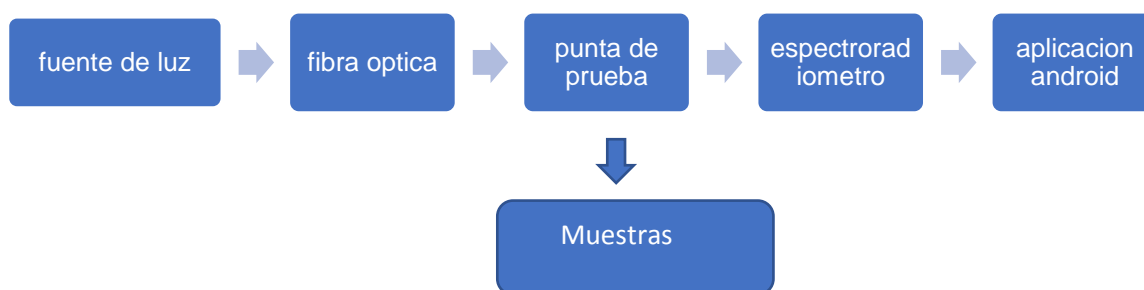 fuente de luz
fibra optica
punta de
prueba
espectrorad
iometro
aplicacion
android
Muestras